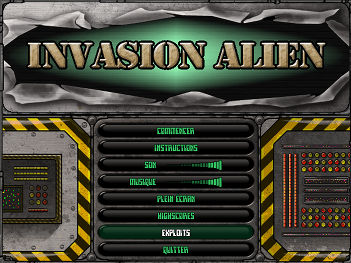 INVASION ALIEN
COMMENCER
INSTRUCTIONS
SON
MUSIQUE
PLEIN ECRAN
HIGHSCORES
EXPLOITS
QUITTER